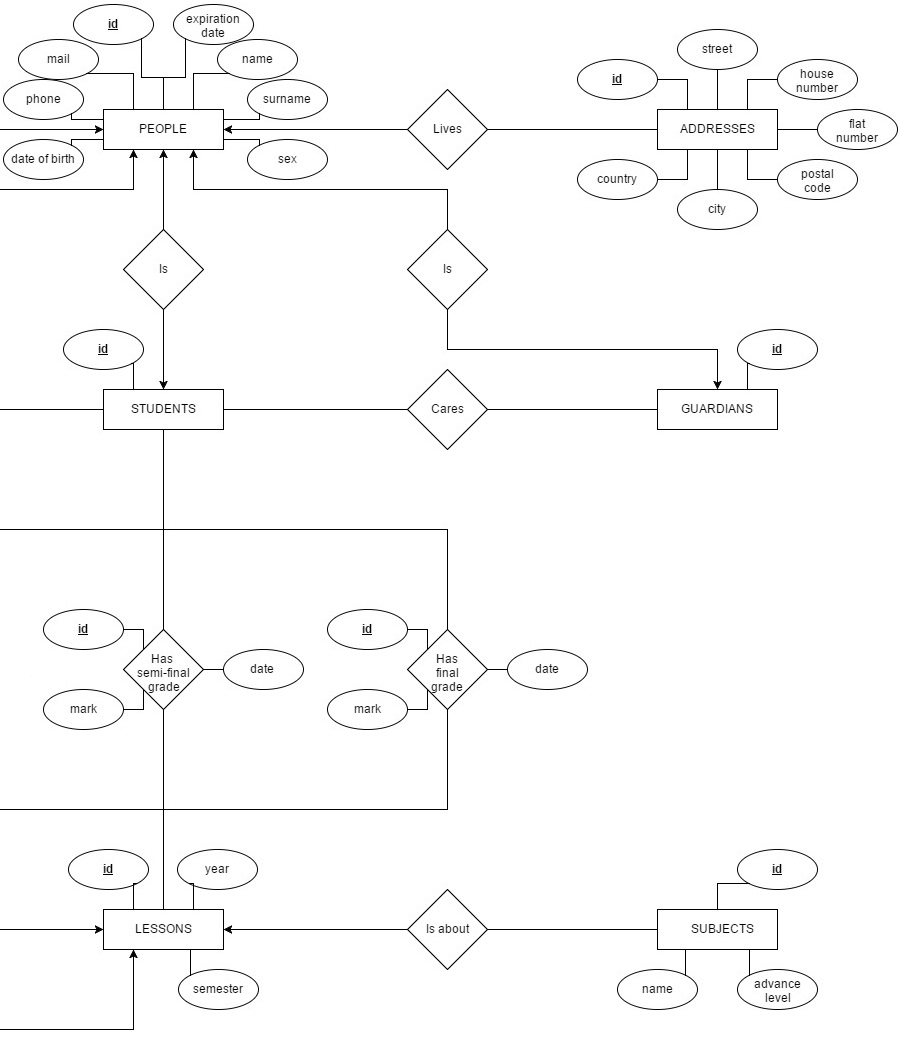 id
expiration
date
mail
name
street
id
house
number
phone
surname
PEOPLE
Lives
ADDRESSES
flat
number
date of birth
sex
country
postal
code
city
Is
Is
id
id
STUDENTS
Cares
GUARDIANS
id
id
Has
semi-final
grade
date
Has
final
grade
date
mark
mark
id
year
id
LESSONS
Is about
SUBJECTS
semester
name
advance
level